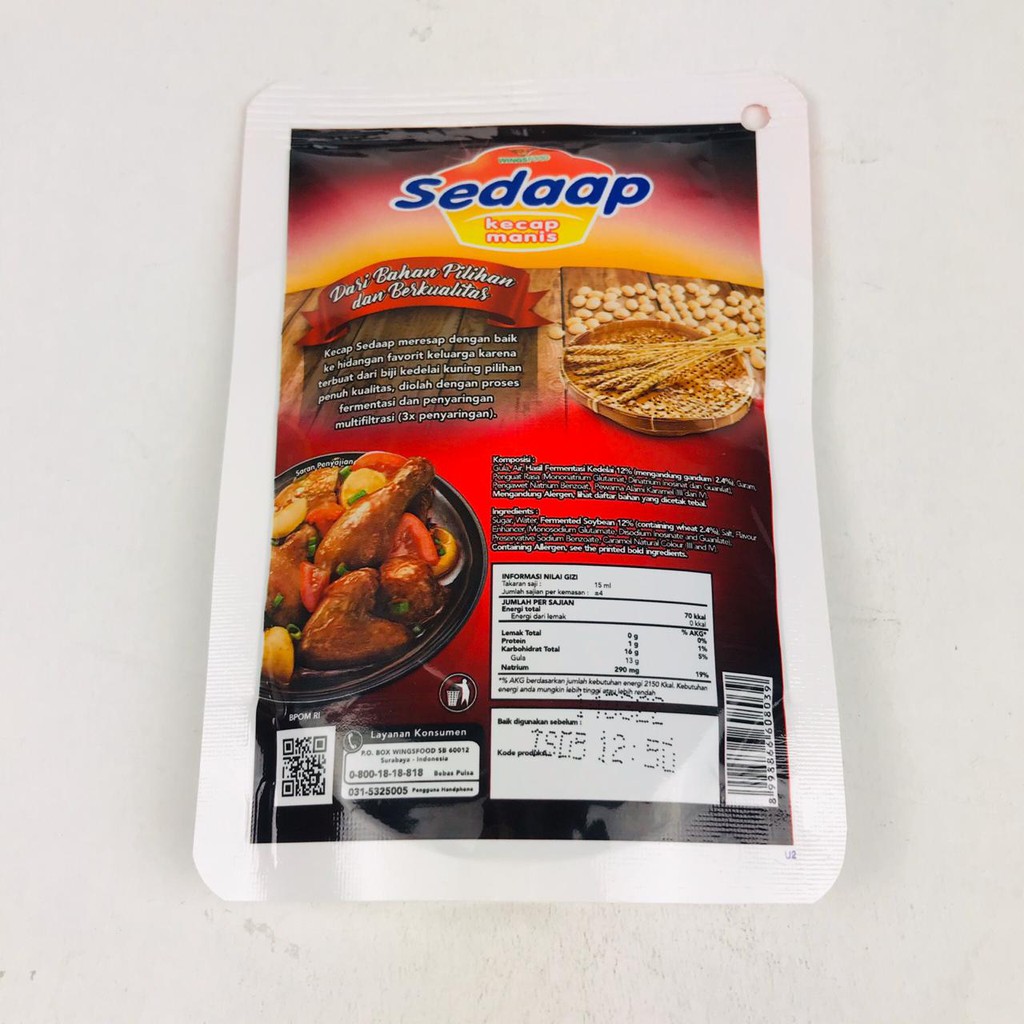 WINGSFOOD
Sedaap
kecap
manis
Dari Bahan Pilihan
dan Berkualitas
Kecap Sedaap meresap dengan baik
ke hidangan favorit keluarga karena
terbuat dari biji kedelai kuning pilihan
penuh kualitas, diolah dengan proses
fermentasi dan penyaringan
multifiltrasi (3x penyaringan).
Saran Penyajian
Komposisi :
Gula, Air, Hasil Fermentasi Kedelai 12% (mengandung gandum 2.4%), Garam,
Penguat Rasa (Mononatrium Glutamat, Dinatrium Inosinat dan Guanilat),
Pengawet Natrium Benzoat, Pewarna Alami Karamel (III dan IV).
Mengandung Alergen, lihat daftar bahan yang dicetak tebal.
Ingredients :
Sugar, Water, Fermented Soybean 12% (containing wheat 2.4%), Salt, Flavour
Enhancer, Monosodium Glutamate, Disodium Inosinate and Guanilate),
Preservative Sodium Benzoate, Caramel Natural Colour (III and IV).
Containing Allergen, see the printed bold ingredients.
INFORMASI NILAI GIZI
Takaran saji : 15 ml
Jumlah sajian per kemasan : ±4
JUMLAH PER SAJIAN
Energi total 70 kkal
Energi dari lemak 0 kkal
% AKG*
Lemak Total 0 g 0%
Protein 1 g 1%
Karbohidrat Total 16 g 5%
Gula 13 g
Natrium 290 mg 19%
*% AKG berdasarkan jumlah kebutuhan energi 2150 Kkal. Kebutuhan
energi anda mungkin lebih tinggi atau lebih rendah
Baik digunakan sebelum :
Kode produksi
12:30
8998866608039
BPOM RI
Layanan Konsumen
P.O. BOX WINGSFOOD SB 60012
Surabaya - Indonesia
0-800-18-18-818 Bebas Pulsa
031-5325005 Pengguna Handphone
U2